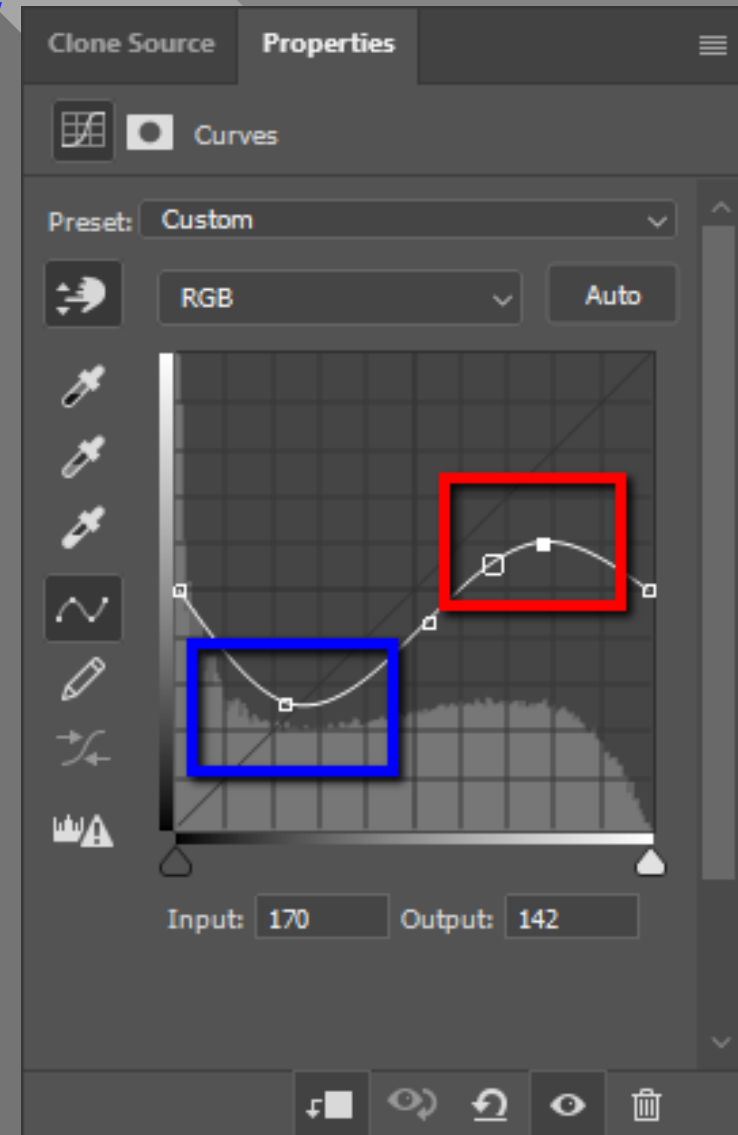 Clone Source Properties
Curves
Preset: Custom
RGB Auto
Input: 170 Output: 142